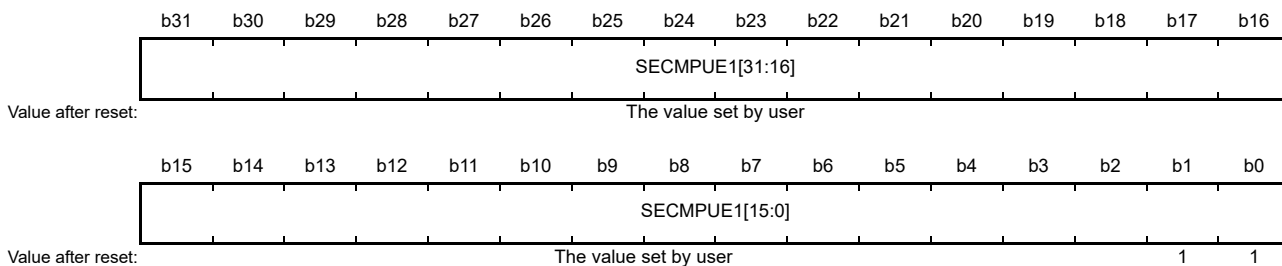 b31 b30 b29 b28 b27 b26 b25 b24 b23 b22 b21 b20 b19 b18 b17 b16
SECMPUE1[31:16]
Value after reset: The value set by user
b15 b14 b13 b12 b11 b10 b9 b8 b7 b6 b5 b4 b3 b2 b1 b0
SECMPUE1[15:0]
Value after reset: The value set by user 1 1